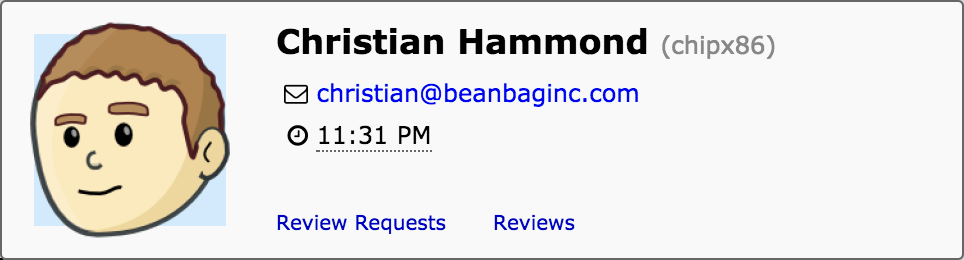 Christian Hammond (chipx86)
christian@beanbaginc.com
11:31 PM
Review Requests Reviews